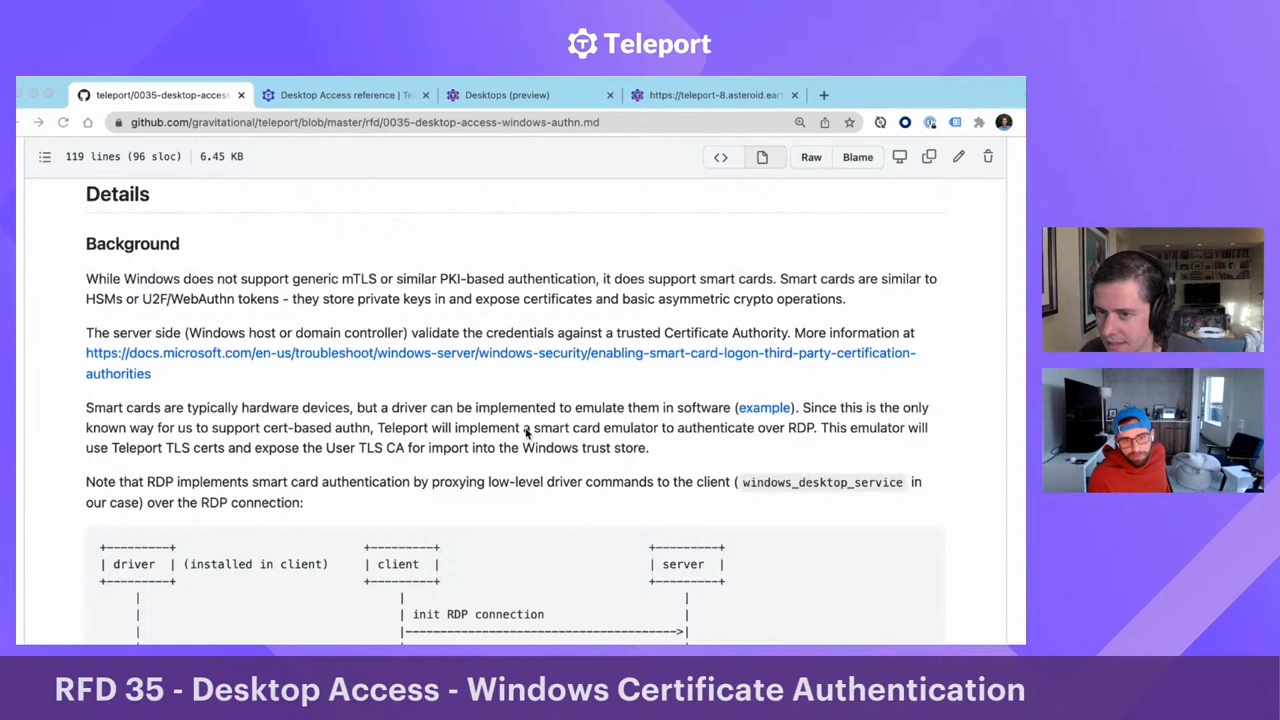 Teleport
teleport/0035-desktop-access
Desktop Access reference | Tel
Desktops (preview)
https://teleport-8.asteroid.eart
github.com/gravitational/teleport/blob/master/rfd/0035-desktop-access-windows-authn.md
119 lines (96 sloc) | 6.45 KB
Raw
Blame
Details
Background
While Windows does not support generic mTLS or similar PKI-based authentication, it does support smart cards. Smart cards are similar to
HSMs or U2F/WebAuthn tokens - they store private keys in and expose certificates and basic asymmetric crypto operations.
The server side (Windows host or domain controller) validate the credentials against a trusted Certificate Authority. More information at
https://docs.microsoft.com/en-us/troubleshoot/windows-server/windows-security/enabling-smart-card-logon-third-party-certification-
authorities
Smart cards are typically hardware devices, but a driver can be implemented to emulate them in software (example). Since this is the only
known way for us to support cert-based authn, Teleport will implement a smart card emulator to authenticate over RDP. This emulator will
use Teleport TLS certs and expose the User TLS CA for import into the Windows trust store.
Note that RDP implements smart card authentication by proxying low-level driver commands to the client ( windows_desktop_service in
our case) over the RDP connection:
+---------+ +---------+ +---------+
| driver | (installed in client) | client | | server |
+---------+ +---------+ +---------+
| | |
| | init RDP connection |
| |-------------------------------->|
RFD 35 - Desktop Access - Windows Certificate Authentication